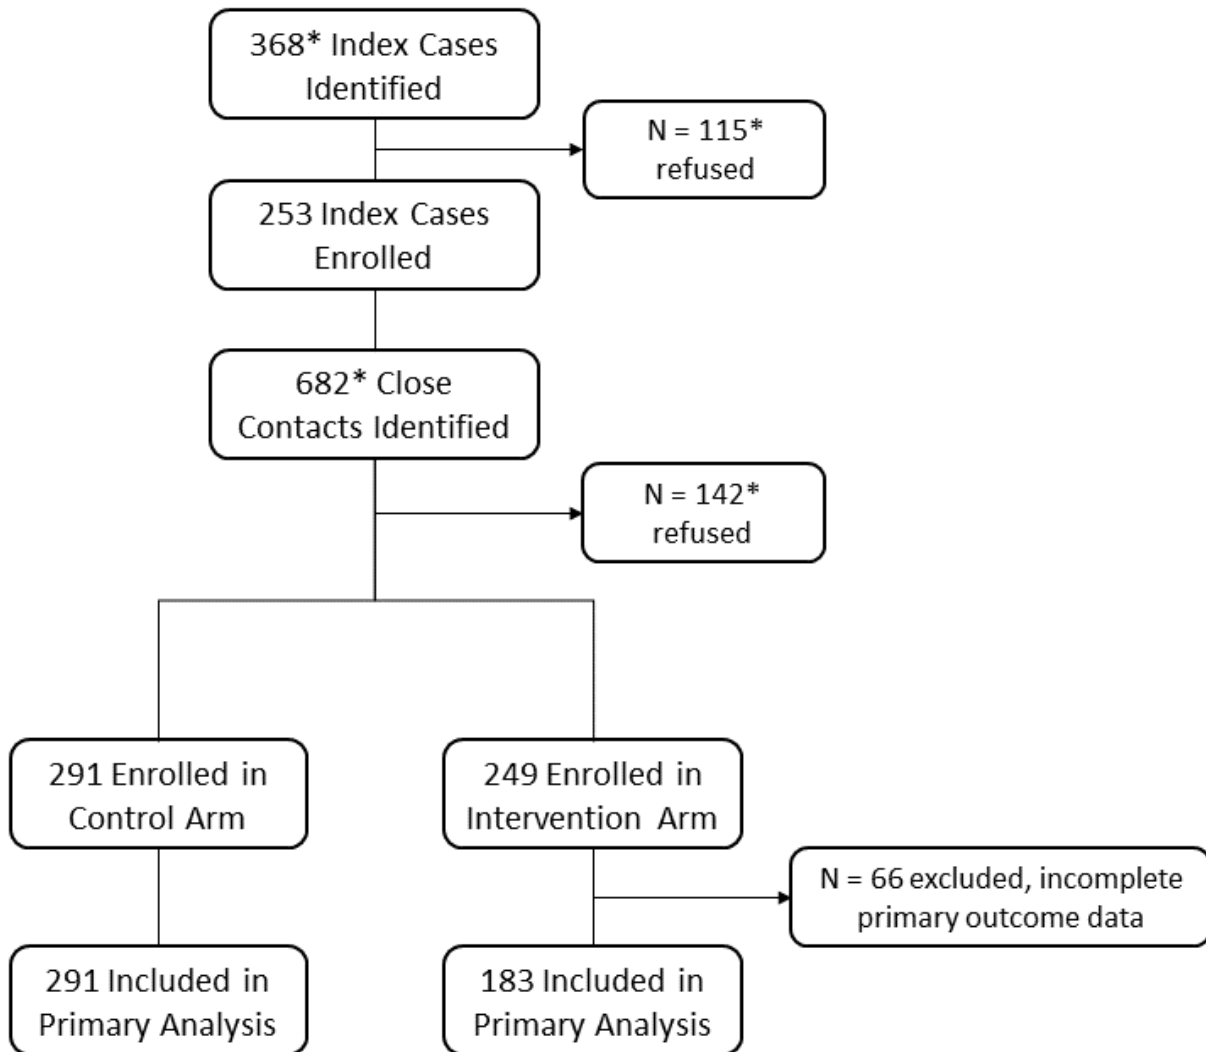 368* Index Cases
Identified
N = 115*
refused
253 Index Cases
Enrolled
682* Close
Contacts Identified
N = 142*
refused
291 Enrolled in
Control Arm
249 Enrolled in
Intervention Arm
N = 66 excluded, incomplete
primary outcome data
291 Included in
Primary Analysis
183 Included in
Primary Analysis